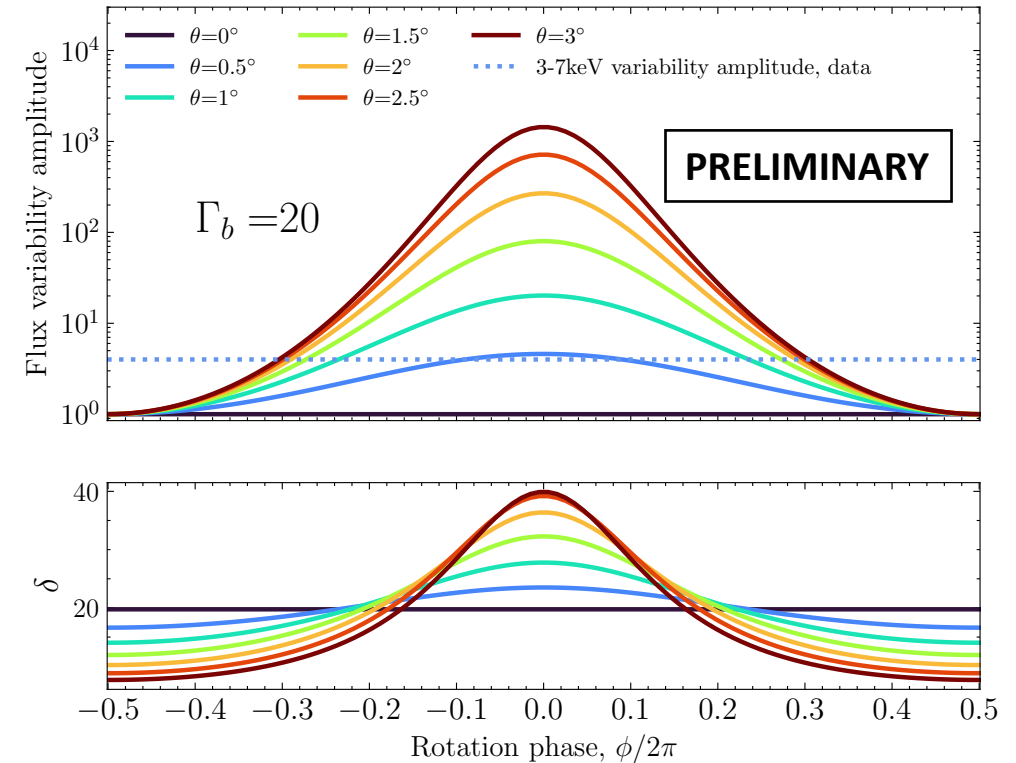 Flux variability amplitude
10⁴
10³
10²
10¹
10⁰
θ=0°
θ=0.5°
θ=1°
θ=1.5°
θ=2°
θ=2.5°
θ=3°
3-7keV variability amplitude, data
PRELIMINARY
Γ_b =20
δ
40
20
−0.5 −0.4 −0.3 −0.2 −0.1 0.0 0.1 0.2 0.3 0.4 0.5
Rotation phase, ϕ/2π